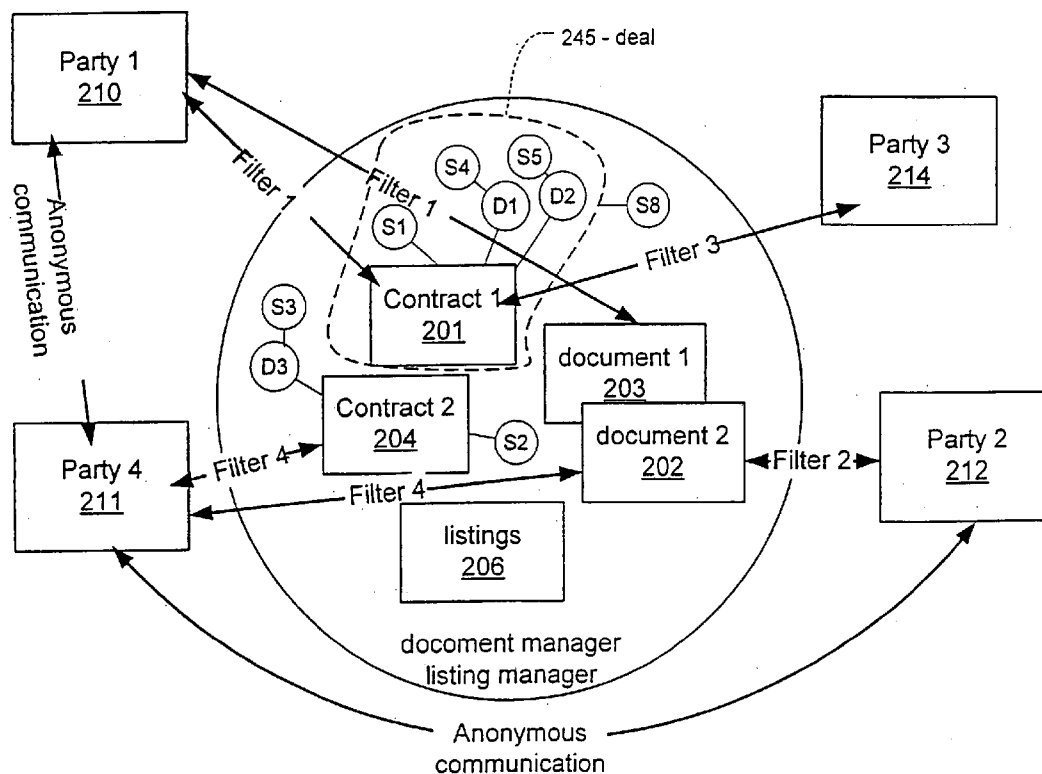 245 - deal
Party 1
210
Party 3
214
Filter 1
Filter 1
S4
S5
D1
D2
S8
S1
Filter 3
Anonymous
communication
Contract 1
201
S3
D3
document 1
203
Contract 2
204
S2
document 2
202
Party 4
211
Filter 4
Filter 4
Filter 2
Party 2
212
listings
206
docoment manager
listing manager
Anonymous
communication